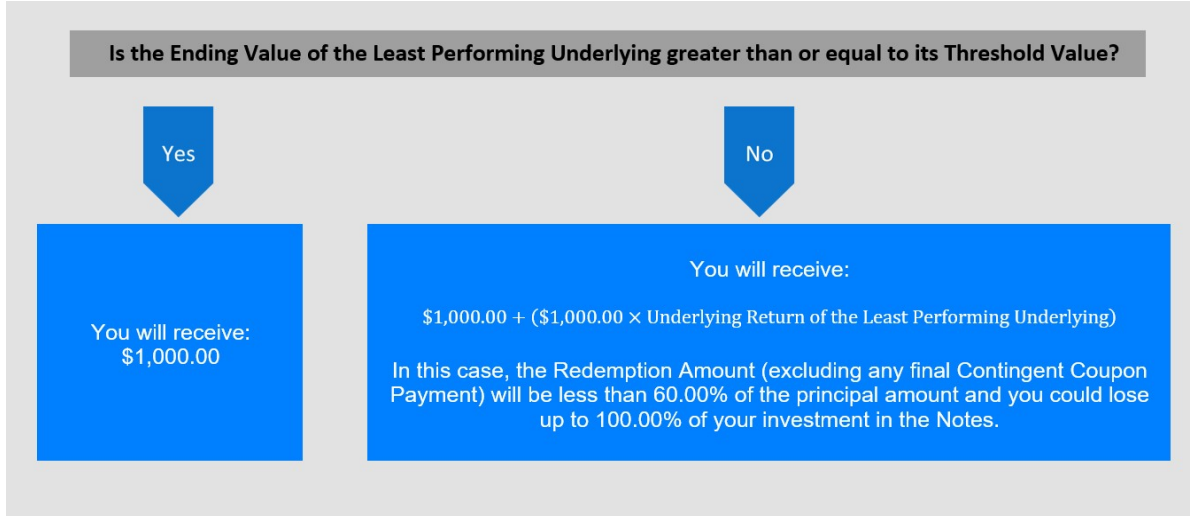 Is the Ending Value of the Least Performing Underlying greater than or equal to its Threshold Value?
Yes
No
You will receive:
$1,000.00
You will receive:
$1,000.00 + ($1,000.00 × Underlying Return of the Least Performing Underlying)
In this case, the Redemption Amount (excluding any final Contingent Coupon
Payment) will be less than 60.00% of the principal amount and you could lose
up to 100.00% of your investment in the Notes.